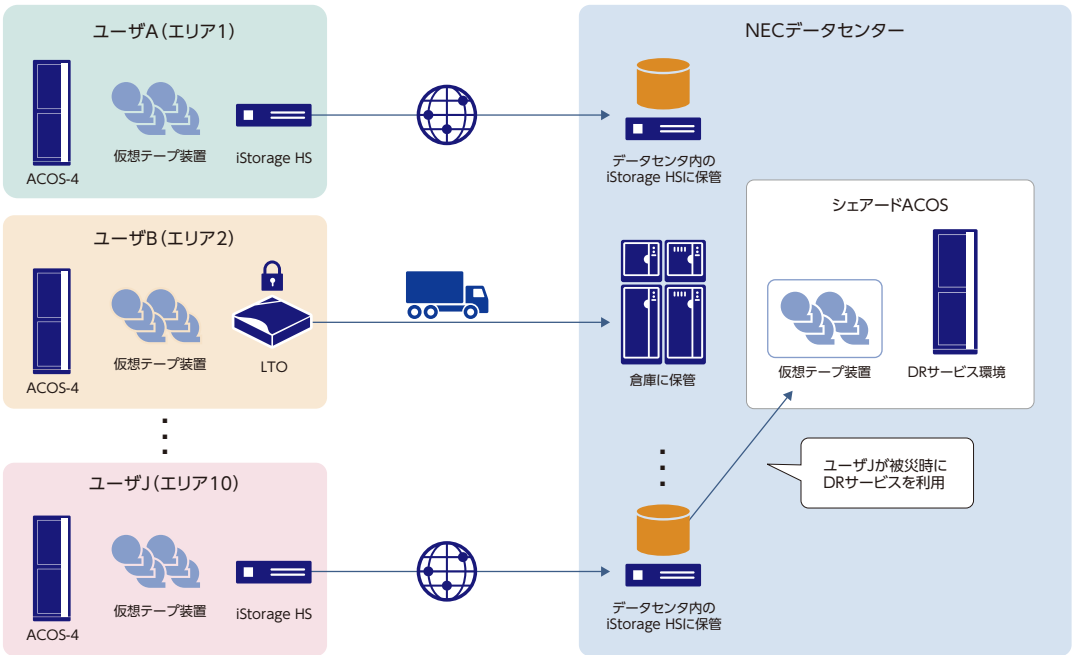 ユーザA(エリア1)
ACOS-4
仮想テープ装置
iStorage HS
ユーザB(エリア2)
ACOS-4
仮想テープ装置
LTO
ユーザJ(エリア10)
ACOS-4
仮想テープ装置
iStorage HS
NECデータセンター
データセンタ内の
iStorage HSに保管
倉庫に保管
シェアードACOS
仮想テープ装置
DRサービス環境
ユーザJが被災時に
DRサービスを利用
データセンタ内の
iStorage HSに保管